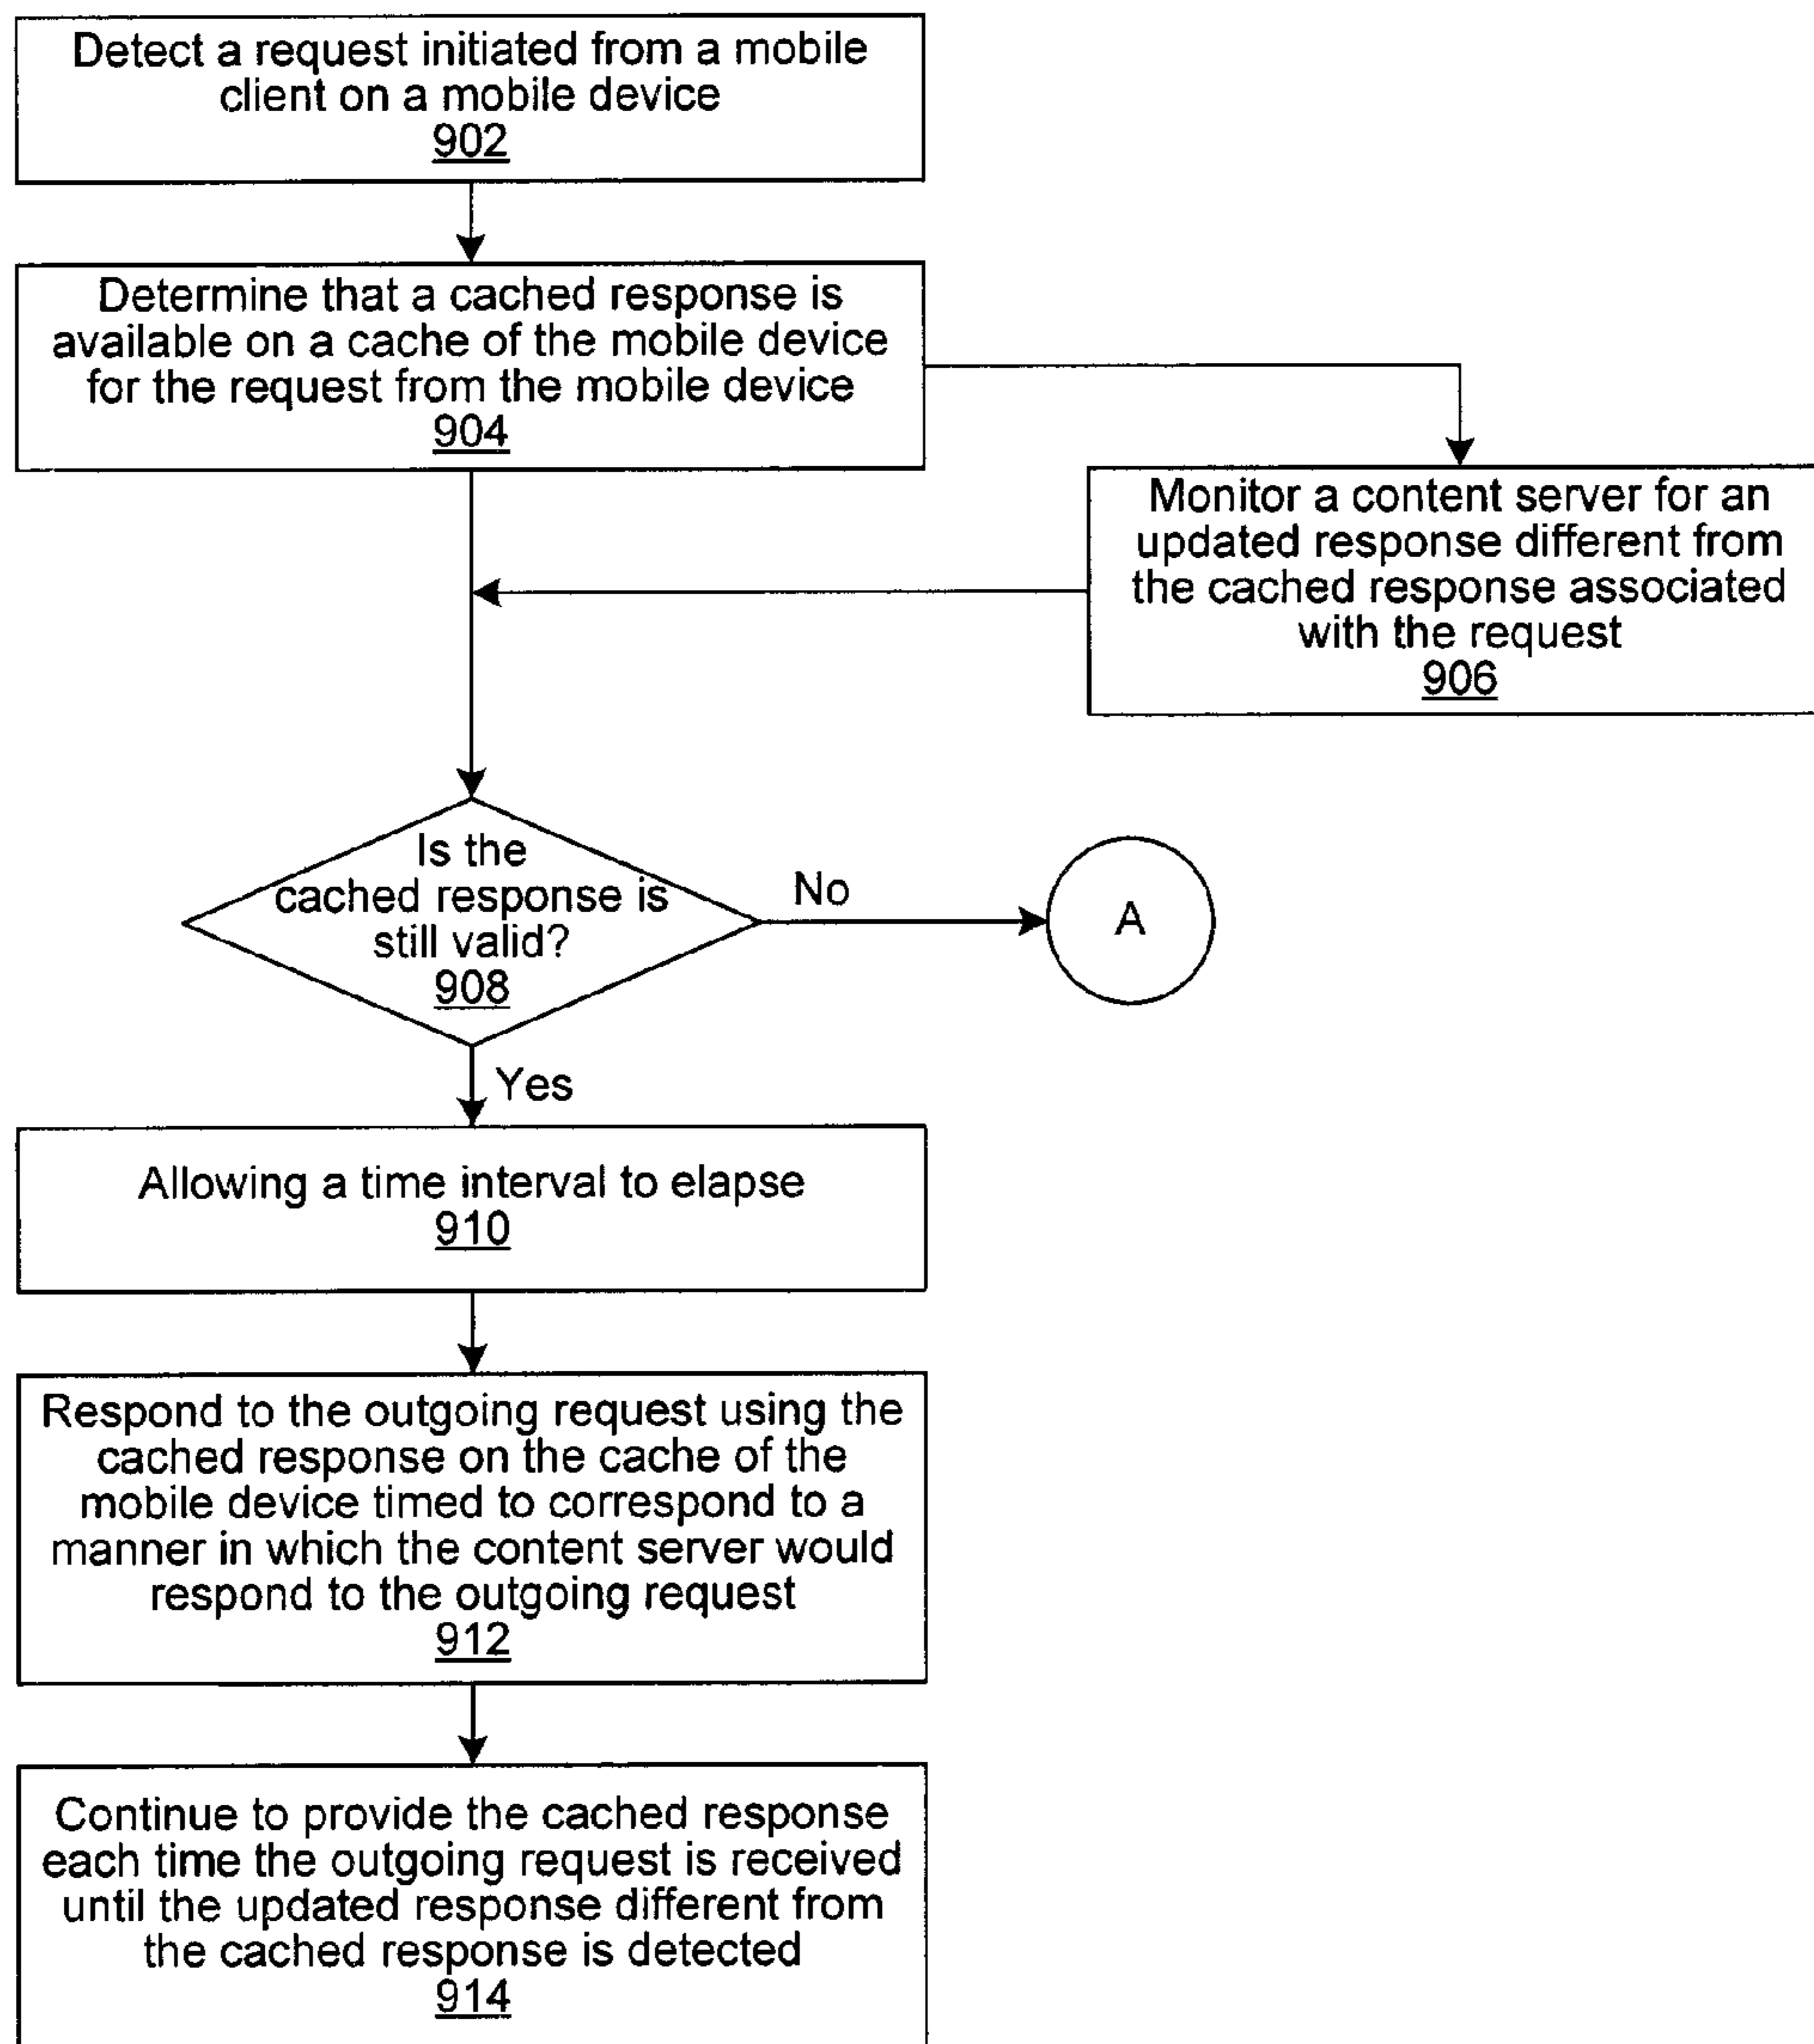 Detect a request initiated from a mobile
client on a mobile device
902
Determine that a cached response is
available on a cache of the mobile device
for the request from the mobile device
904
Monitor a content server for an
updated response different from
the cached response associated
with the request
906
Is the
cached response is
still valid?
908
No
A
Yes
Allowing a time interval to elapse
910
Respond to the outgoing request using the
cached response on the cache of the
mobile device timed to correspond to a
manner in which the content server would
respond to the outgoing request
912
Continue to provide the cached response
each time the outgoing request is received
until the updated response different from
the cached response is detected
914